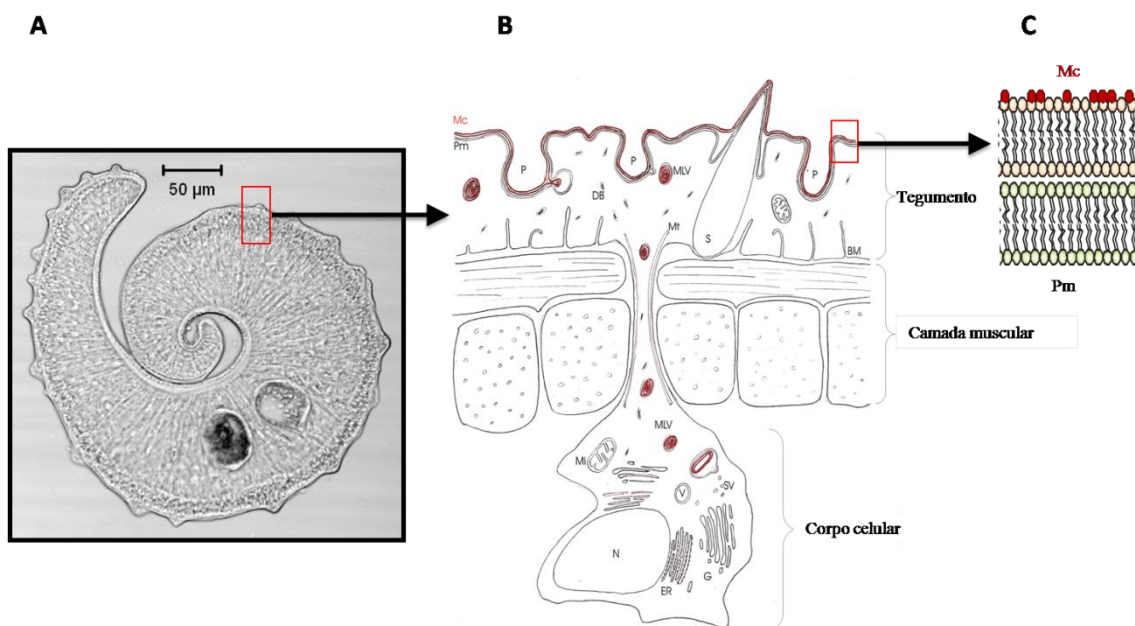 A
B
C
50 µm
Mc
Pm
P
P
P
MLV
DB
Mt
S
BM
Tegumento
Camada muscular
MLV
Mi
V
SV
N
G
ER
Corpo celular
Mc
Pm